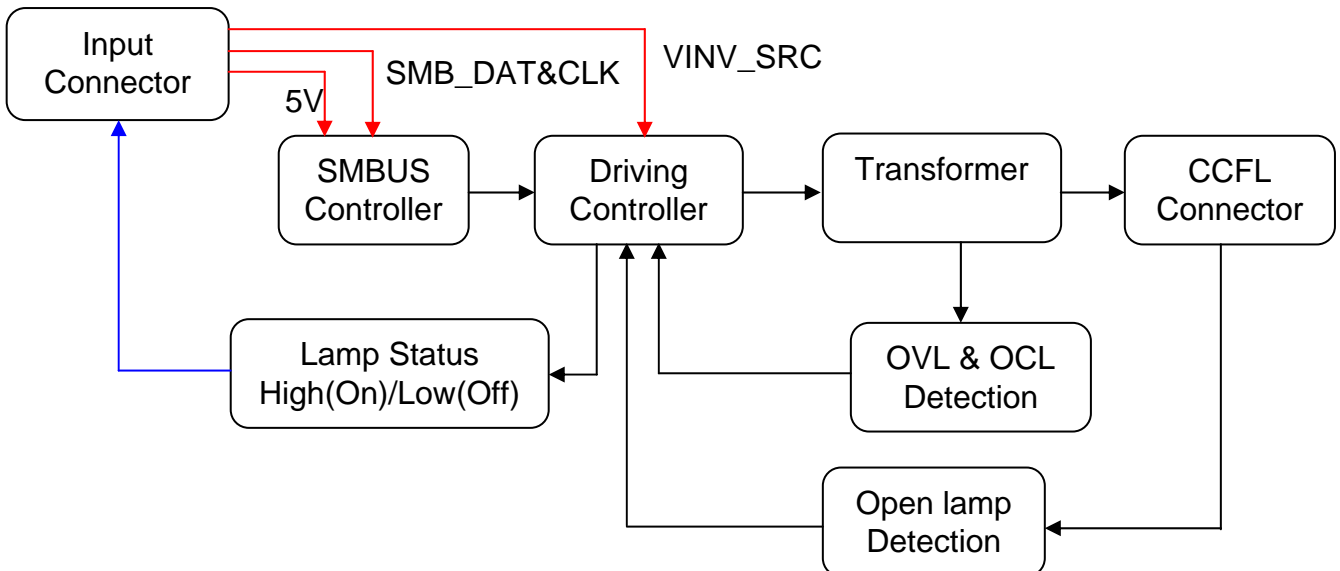 Input
Connector
VINV_SRC
SMB_DAT&CLK
5V
SMBUS
Controller
Driving
Controller
Transformer
CCFL
Connector
Lamp Status
High(On)/Low(Off)
OVL & OCL
Detection
Open lamp
Detection